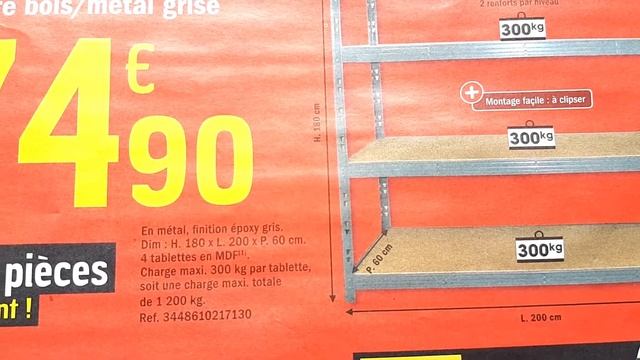 bois/métal grise
2 renforts par niveau
300kg
74€90
Montage facile : à clipser
H. 180 cm
300kg
En métal, finition époxy gris.
Dim : H. 180 x L. 200 x P. 60 cm.
4 tablettes en MDF(1).
Charge maxi. 300 kg par tablette,
soit une charge maxi. totale
de 1 200 kg.
Ref. 3448610217130
pièces
nt !
300kg
P. 60 cm
L. 200 cm